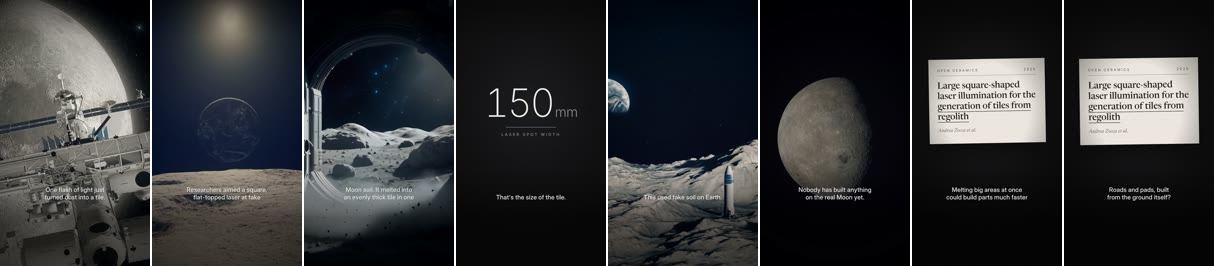 One flash of light just
turned dust into a tile.
Researchers aimed a square,
flat-topped laser at fake
Moon soil. It melted into
an evenly thick tile in one
150mm
LASER SPOT WIDTH
That's the size of the tile.
This used fake soil on Earth.
Nobody has built anything
on the real Moon yet.
OPEN CERAMICS 2025
Large square-shaped
laser illumination for the
generation of tiles from
regolith
Andrea Zocca et al.
Melting big areas at once
could build parts much faster
OPEN CERAMICS 2025
Large square-shaped
laser illumination for the
generation of tiles from
regolith
Andrea Zocca et al.
Roads and pads, built
from the ground itself?